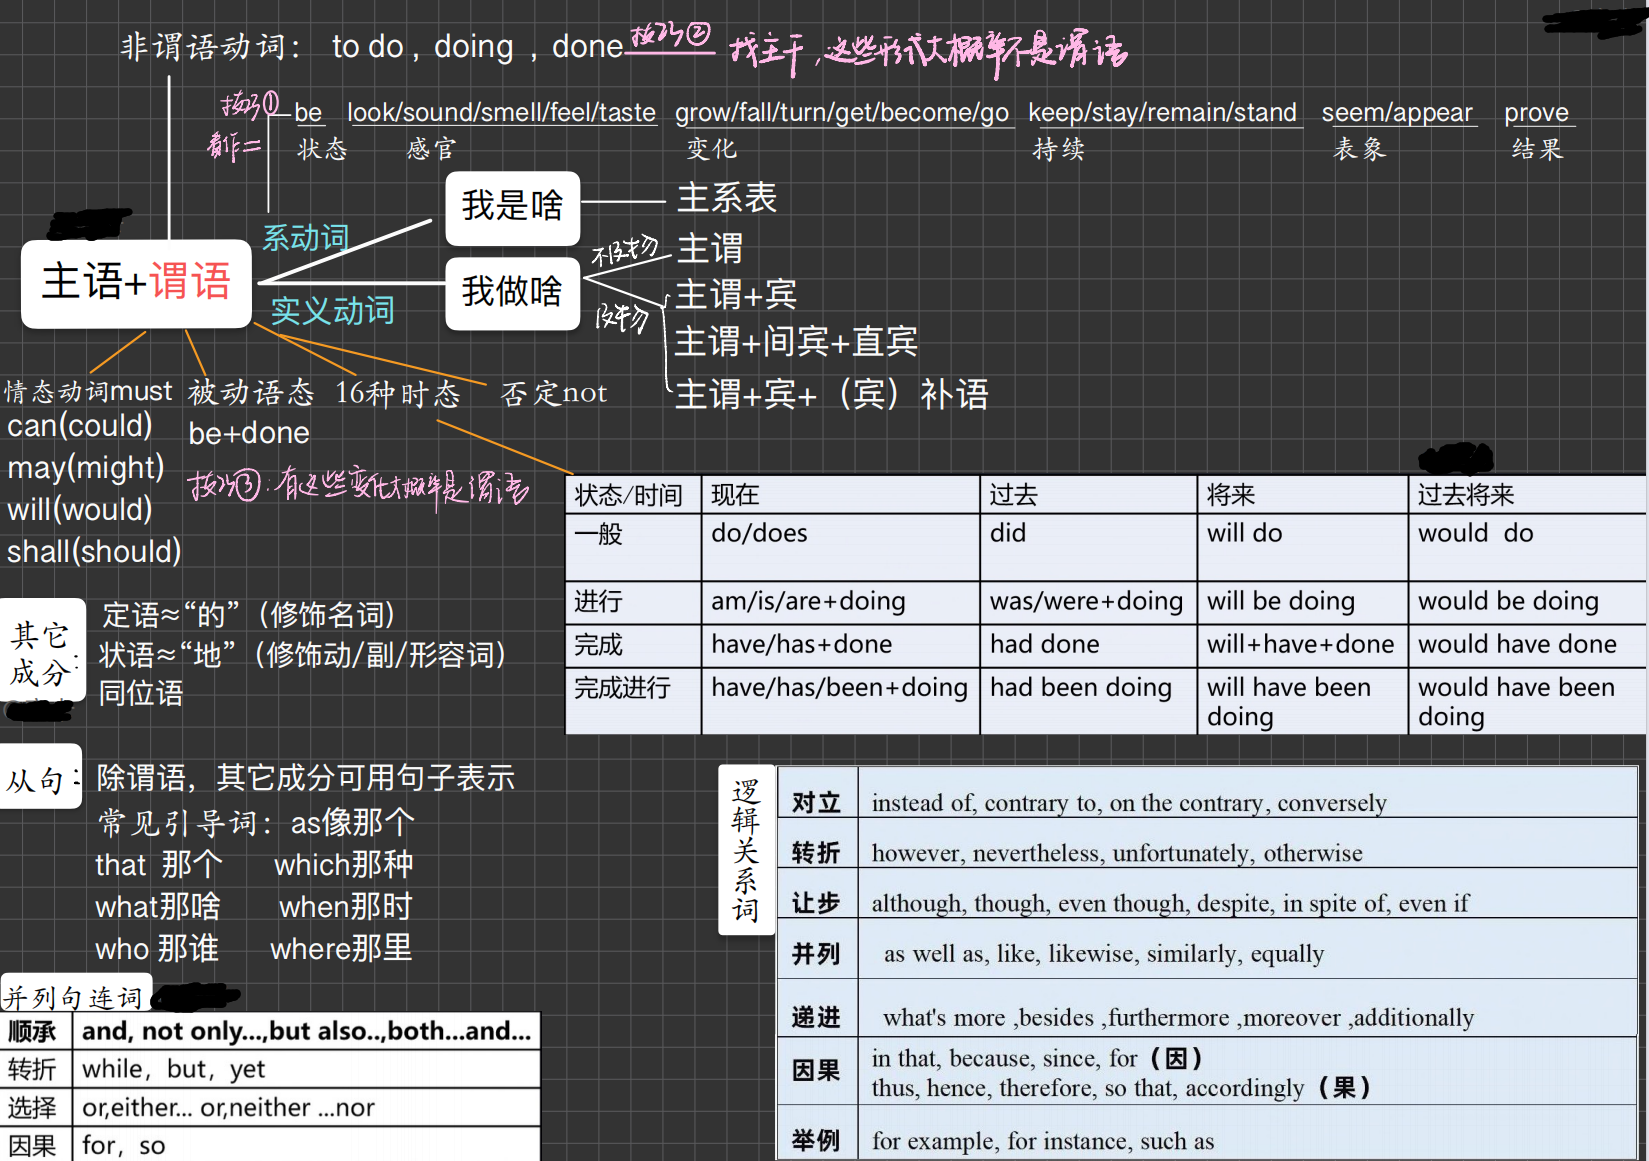 非谓语动词： to do , doing , done 技巧② 找主干,这些形式大概率不是谓语
技巧① be look/sound/smell/feel/taste grow/fall/turn/get/become/go keep/stay/remain/stand seem/appear prove
看作＝ 状态 感官 变化 持续 表象 结果
系动词 我是啥 主系表
主语+谓语 实义动词 我做啥
不及物 主谓
及物 主谓+宾
主谓+间宾+直宾
主谓+宾+（宾）补语
情态动词must 被动语态 16种时态 否定not
can(could) be+done
may(might)
will(would)
shall(should)
技巧③:有这些变化大概率是谓语
状态/时间 现在 过去 将来 过去将来
一般 do/does did will do would do
进行 am/is/are+doing was/were+doing will be doing would be doing
完成 have/has+done had done will+have+done would have done
完成进行 have/has/been+doing had been doing will have been doing would have been doing
其它成分:
定语≈“的”（修饰名词）
状语≈“地”（修饰动/副/形容词）
同位语
从句: 除谓语，其它成分可用句子表示
常见引导词：as像那个
that 那个 which那种
what那啥 when那时
who 那谁 where那里
并列句连词
顺承 and, not only...,but also..,both...and...
转折 while，but，yet
选择 or,either... or,neither ...nor
因果 for，so
逻辑关系词
对立 instead of, contrary to, on the contrary, conversely
转折 however, nevertheless, unfortunately, otherwise
让步 although, though, even though, despite, in spite of, even if
并列 as well as, like, likewise, similarly, equally
递进 what's more ,besides ,furthermore ,moreover ,additionally
因果 in that, because, since, for（因）
thus, hence, therefore, so that, accordingly（果）
举例 for example, for instance, such as